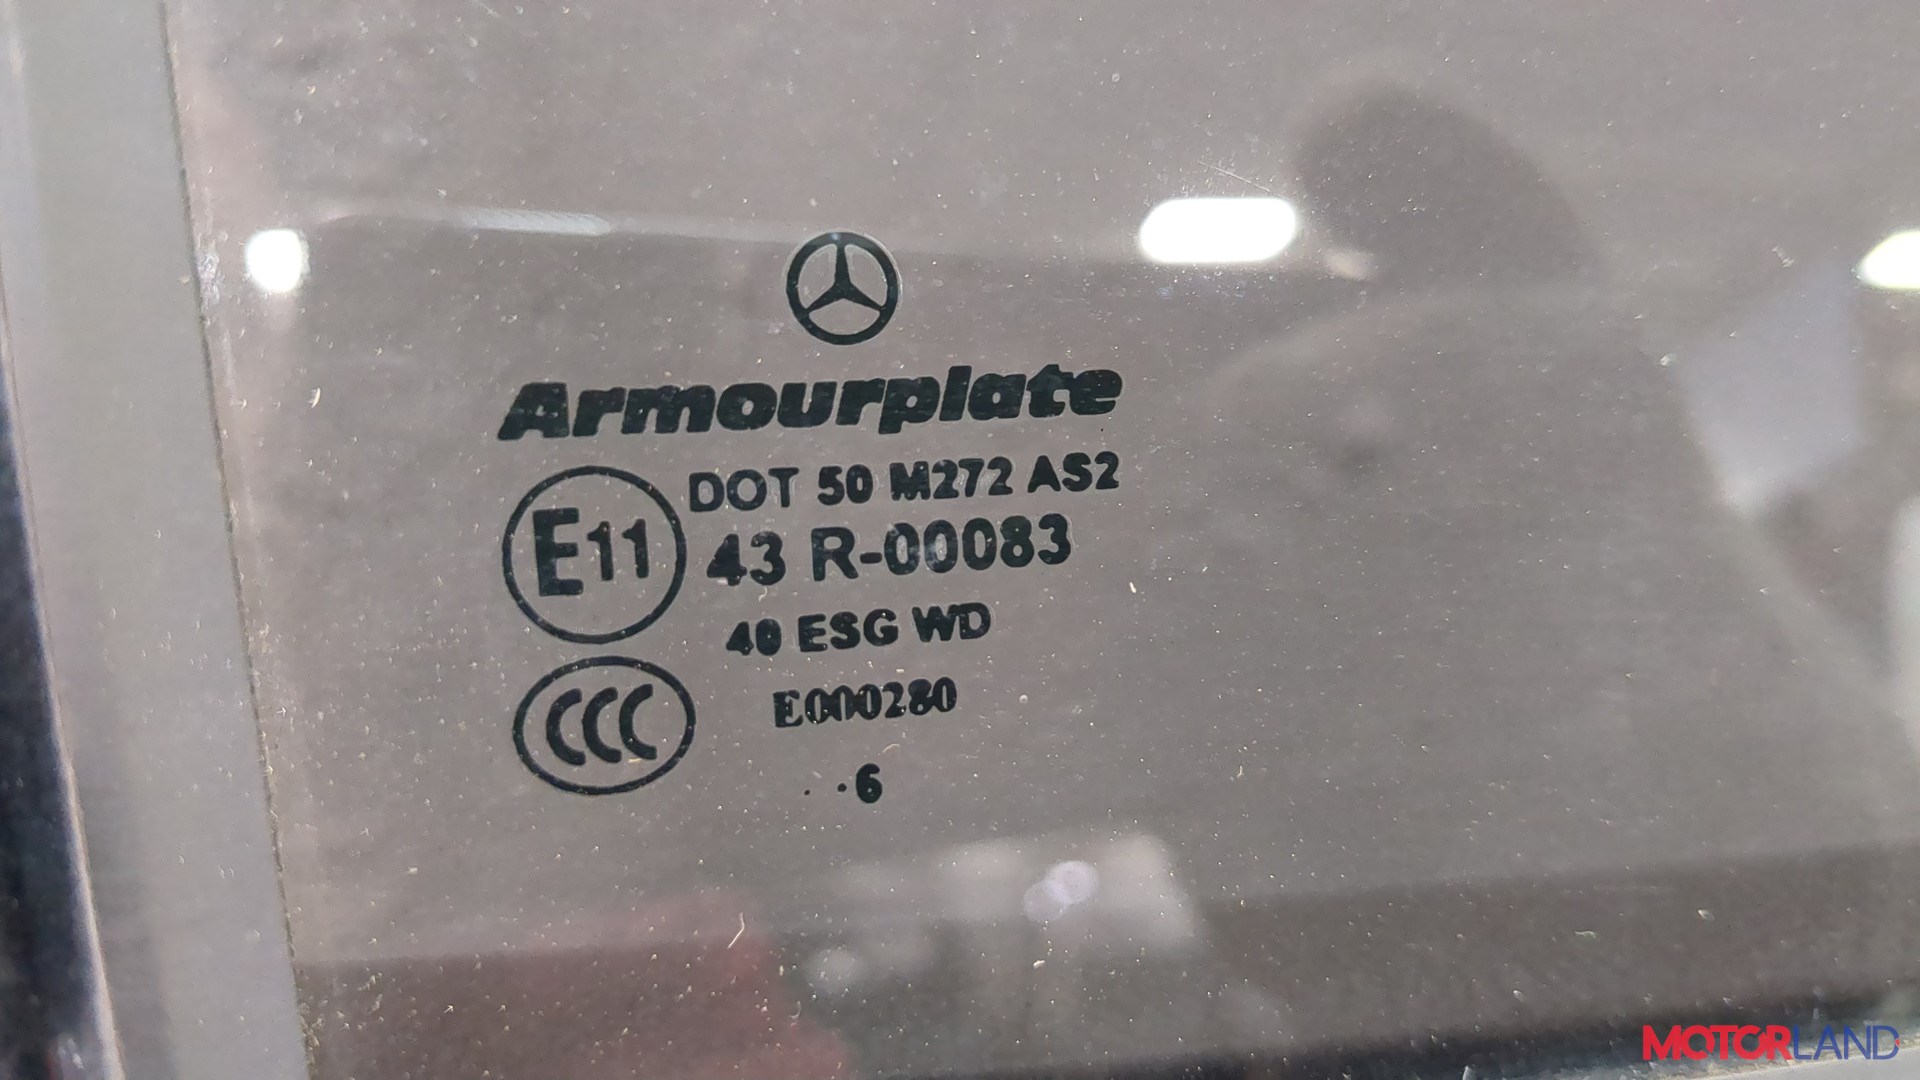 Armourplate
DOT 50 M272 AS2
E11
43 R-00083
40 ESG WD
CCC
E000280
. .6
MOTORLAND